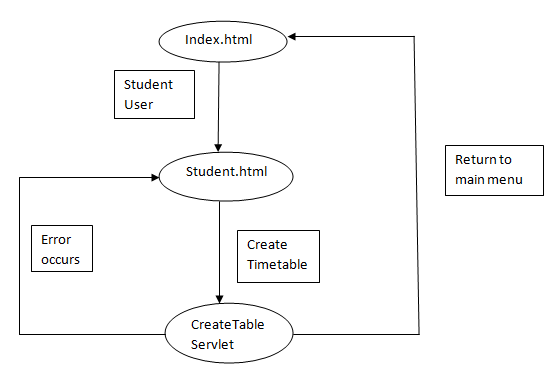 Index.html
Student
User
Return to
main menu
Student.html
Error
occurs
Create
Timetable
CreateTable
Servlet